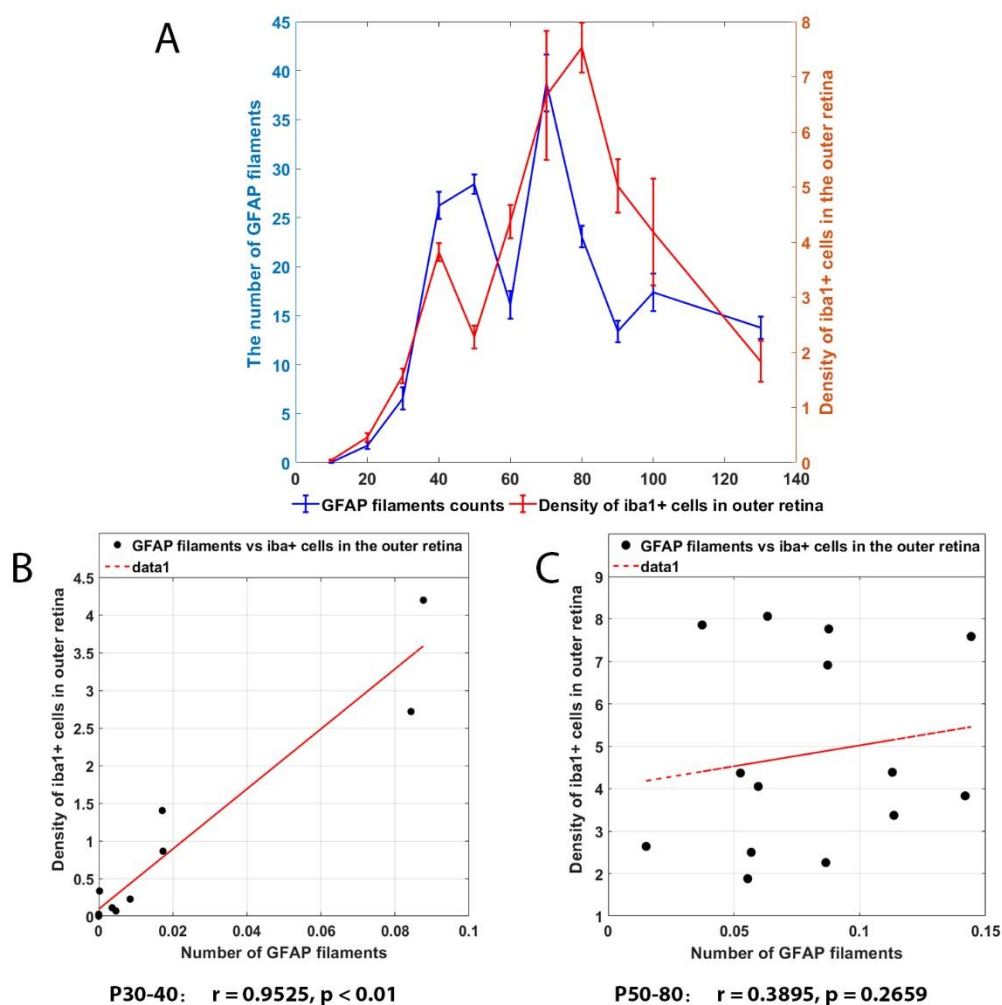 A
The number of GFAP filaments
45
40
35
30
25
20
15
10
5
0
8
7
6
5
4
3
2
1
0
Density of iba1+ cells in the outer retina
0 20 40 60 80 100 120 140
GFAP filaments counts Density of iba1+ cells in outer retina
B
GFAP filaments vs iba+ cells in the outer retina
data1
Density of iba1+ cells in outer retina
4.5
4
3.5
3
2.5
2
1.5
1
0.5
0
0 0.02 0.04 0.06 0.08 0.1
Number of GFAP filaments
P30-40: r = 0.9525, p < 0.01
C
GFAP filaments vs iba+ cells in the outer retina
data1
Density of iba1+ cells in outer retina
9
8
7
6
5
4
3
2
1
0 0.05 0.1 0.15
Number of GFAP filaments
P50-80: r = 0.3895, p = 0.2659